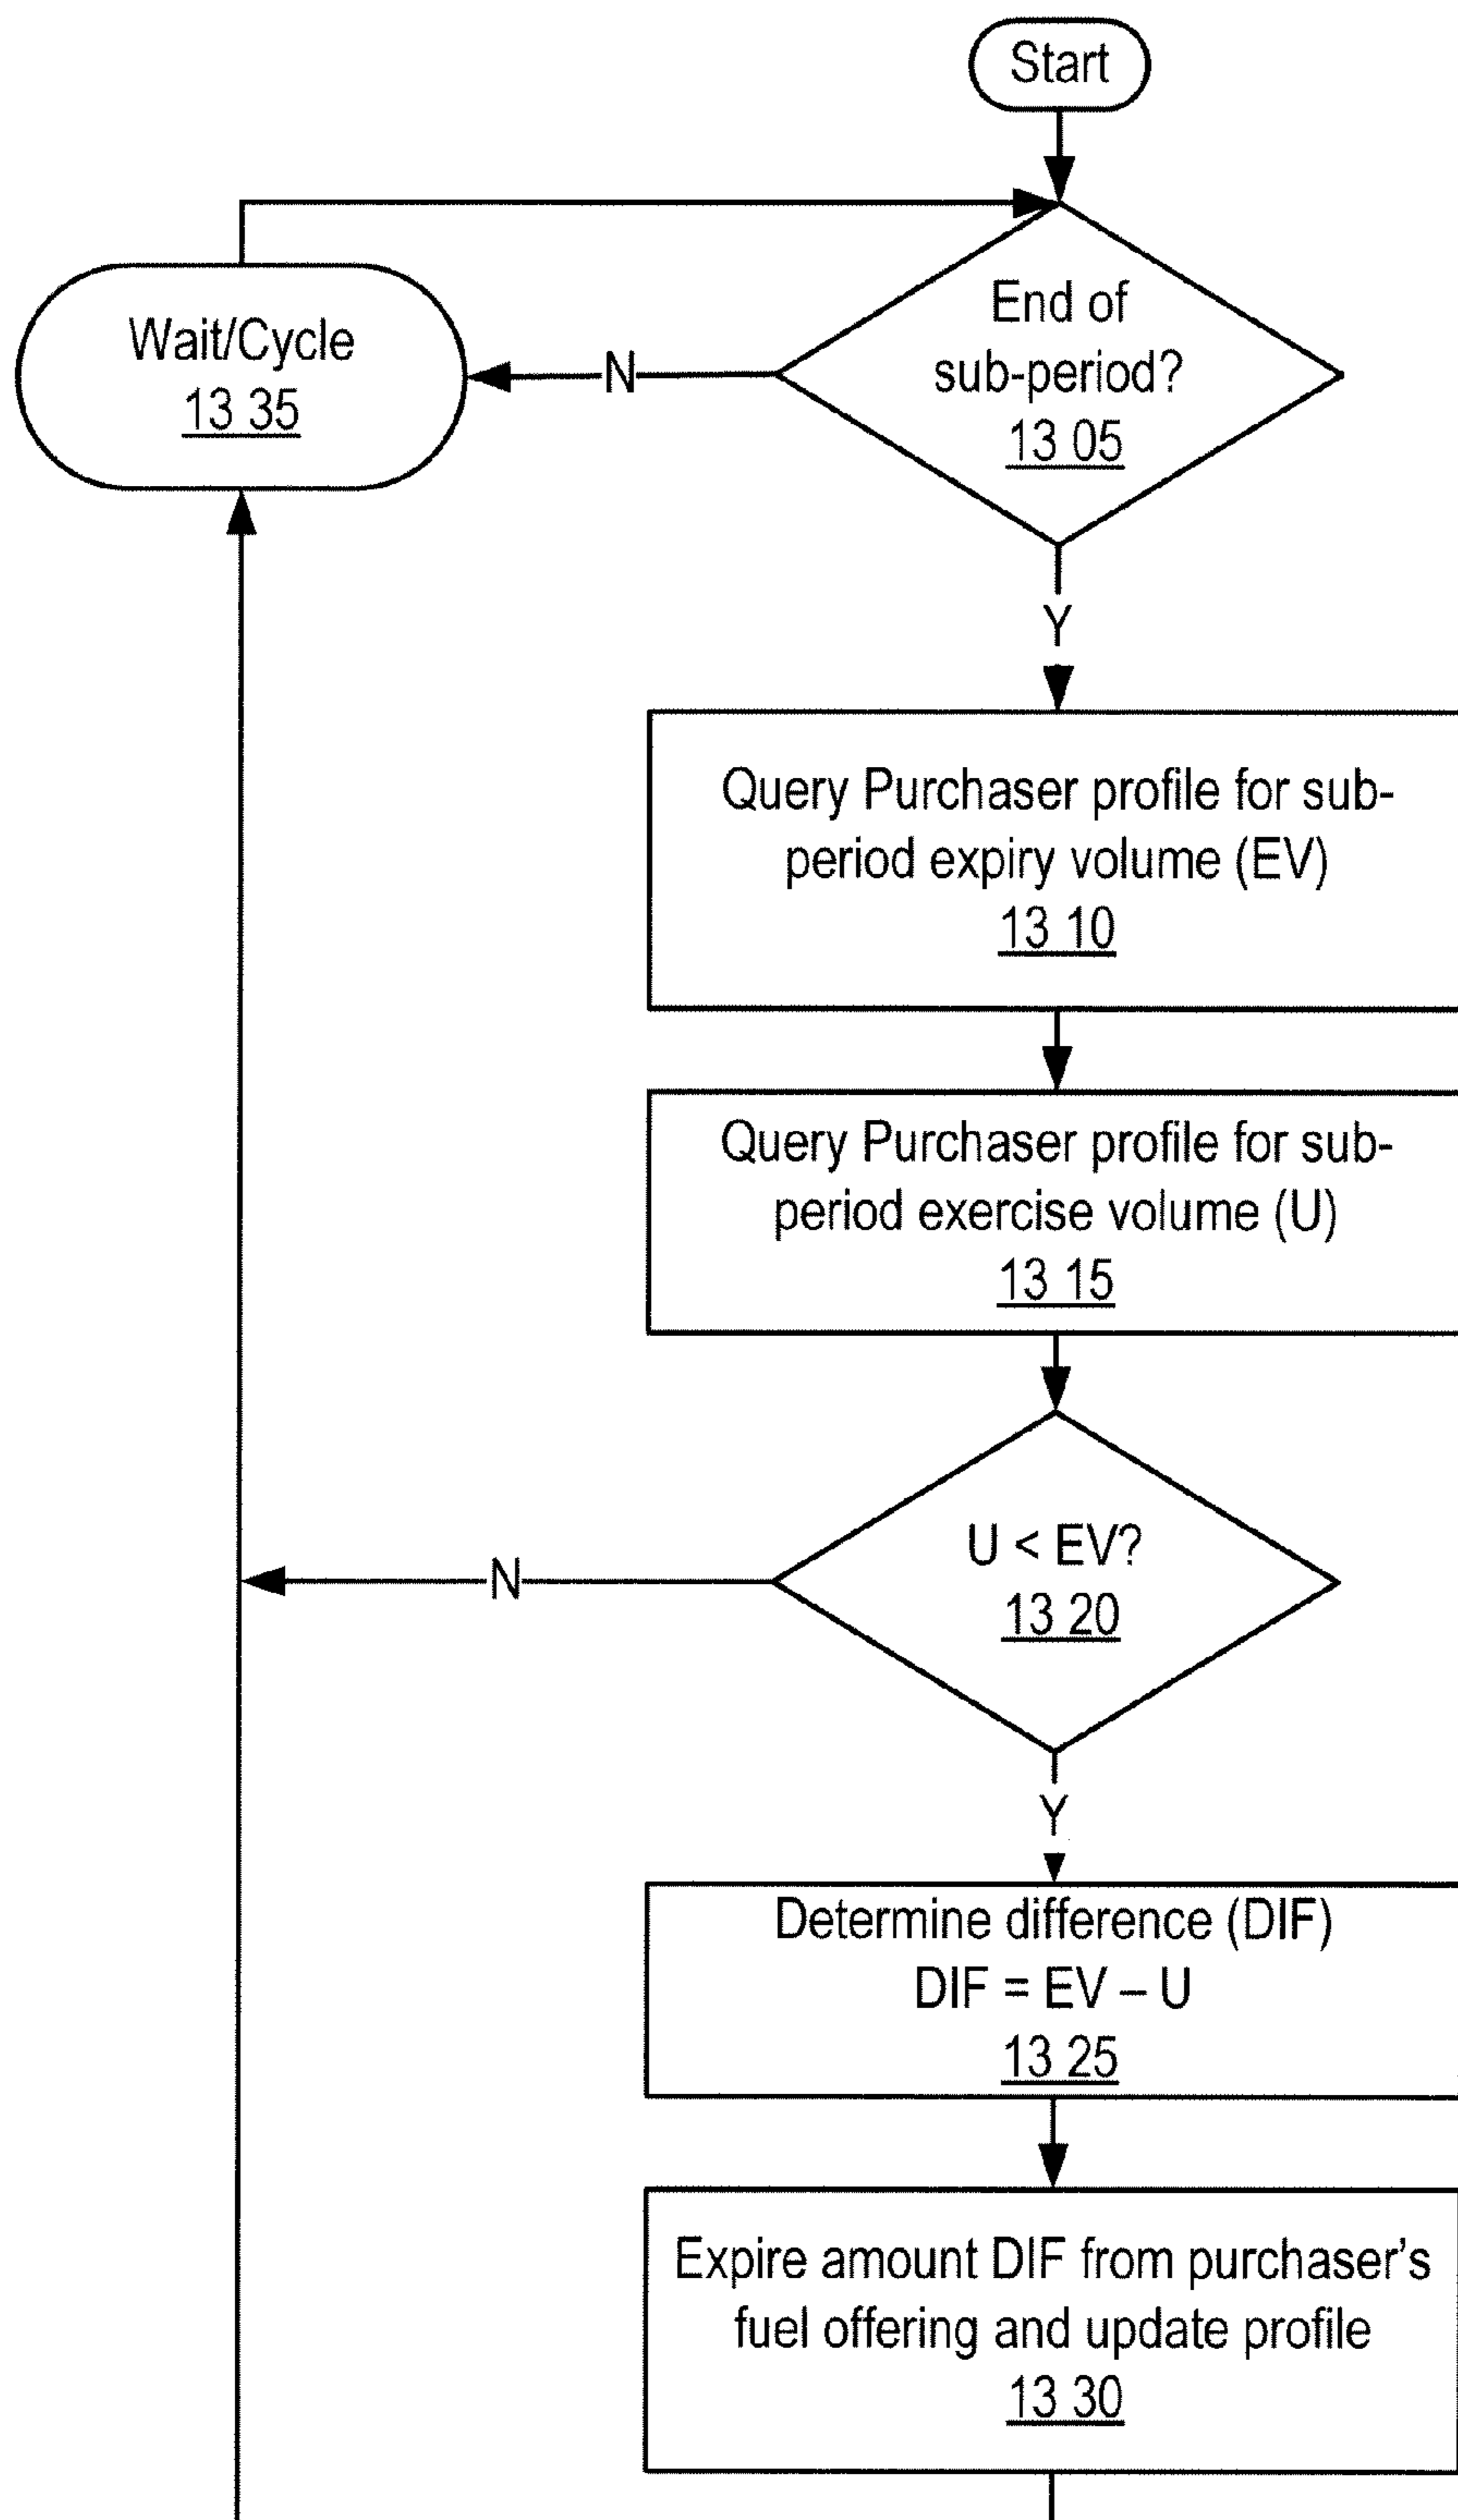 Start
End of
sub-period?
13 05
N
Wait/Cycle
13 35
Y
Query Purchaser profile for sub-
period expiry volume (EV)
13 10
Query Purchaser profile for sub-
period exercise volume (U)
13 15
U < EV?
13 20
N
Y
Determine difference (DIF)
DIF = EV – U
13 25
Expire amount DIF from purchaser's
fuel offering and update profile
13 30